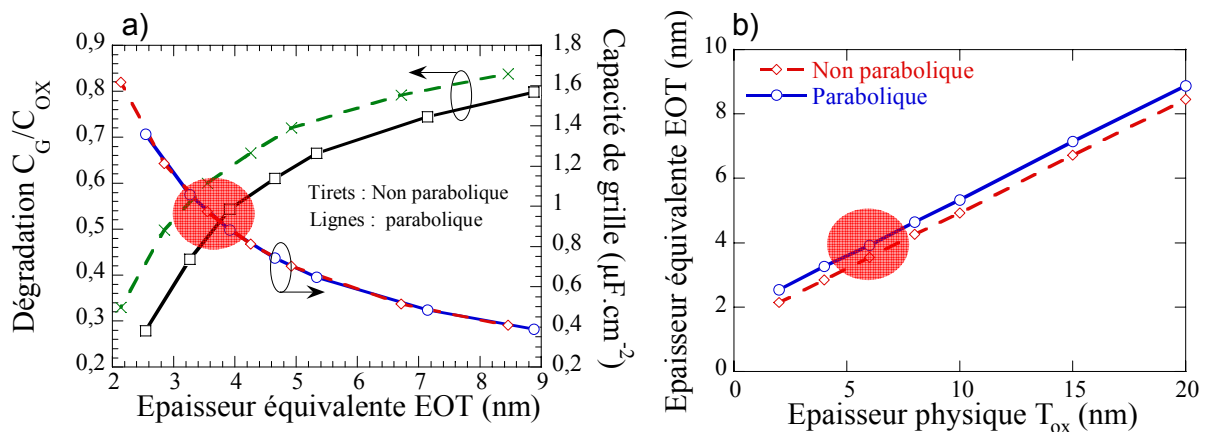 a)
Dégradation C_G/C_OX
0,9
0,8
0,7
0,6
0,5
0,4
0,3
0,2
Tirets : Non parabolique
Lignes : parabolique
1,8
1,6
1,4
1,2
1
0,8
0,6
0,4
0,2
0
Capacité de grille (µF.cm⁻²)
2 3 4 5 6 7 8 9
Epaisseur équivalente EOT (nm)
b)
Epaisseur équivalente EOT (nm)
10
8
6
4
2
0
Non parabolique
Parabolique
0 5 10 15 20
Epaisseur physique T_ox (nm)